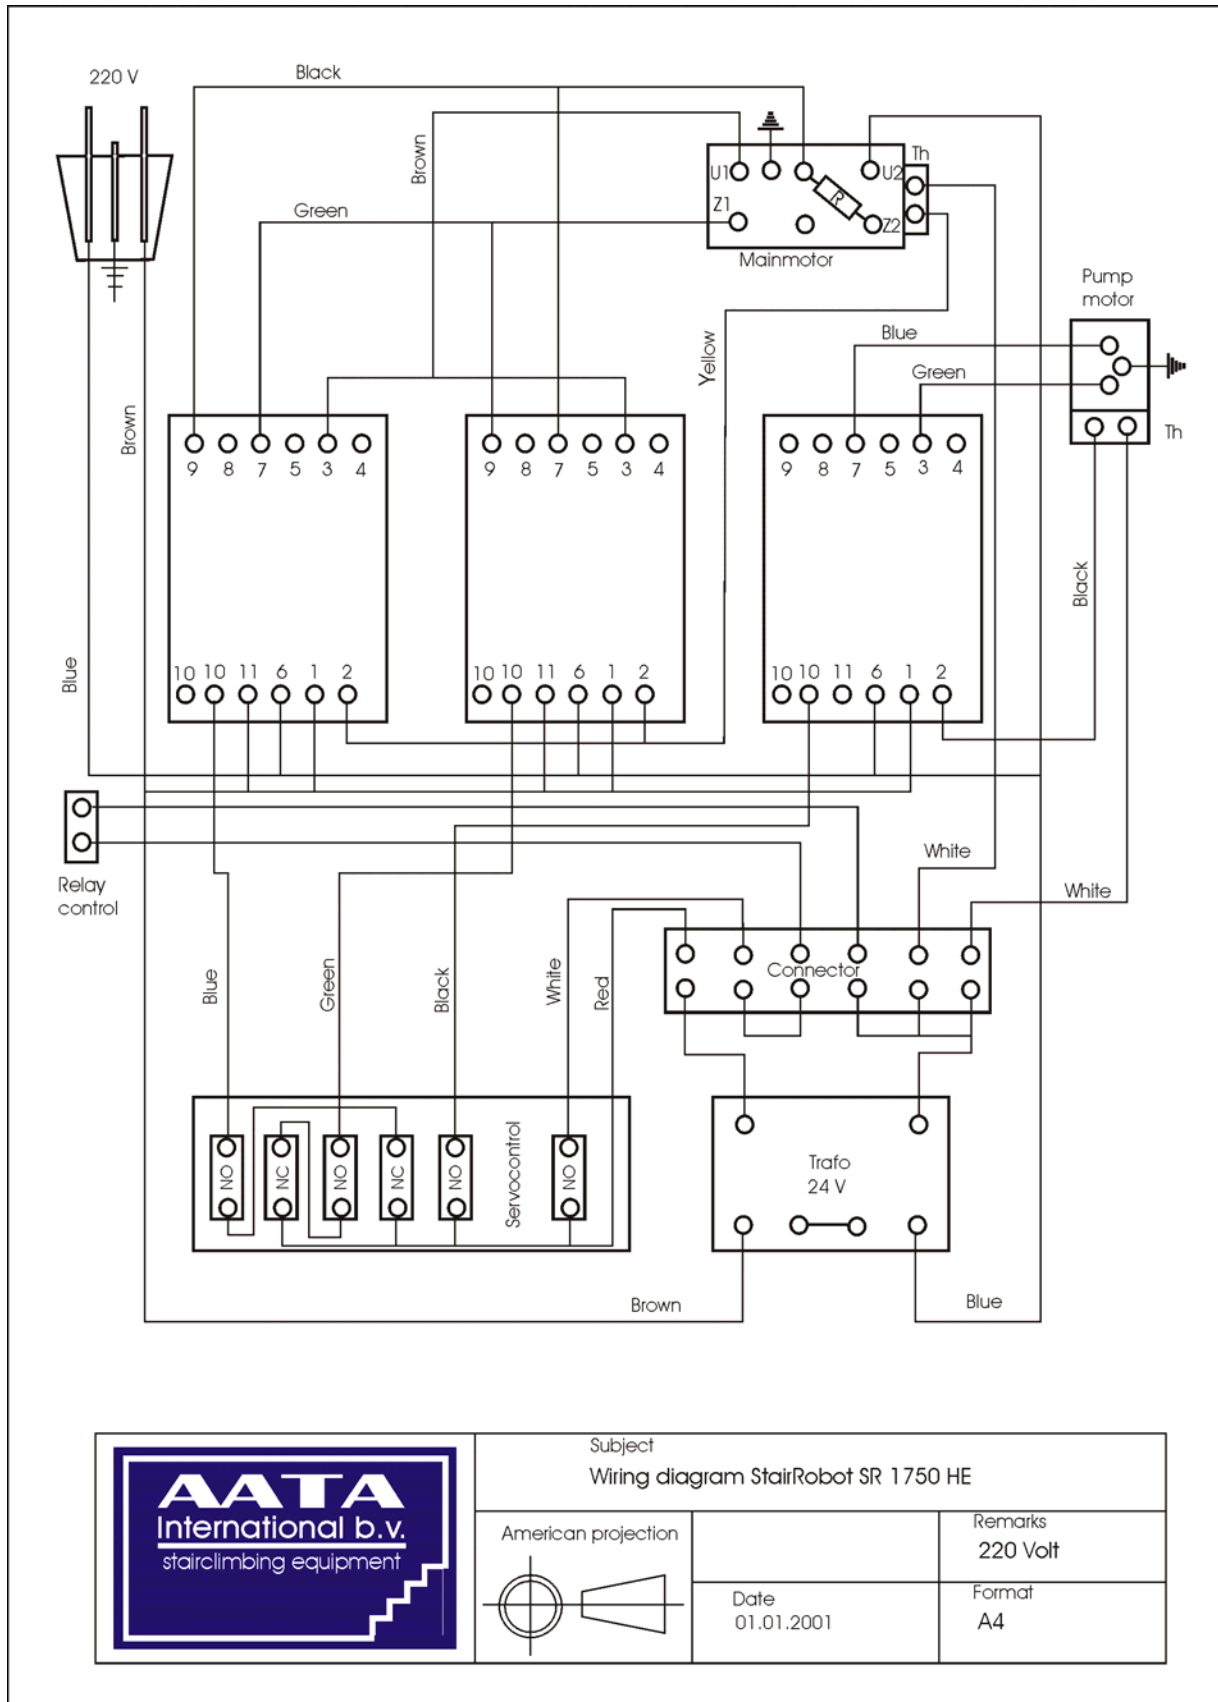 220 V
Black
Brown
U1
U2
Th
R
Green
Z1
Z2
Mainmotor
Pump
motor
Yellow
Blue
Green
Brown
Th
9 8 7 5 3 4
9 8 7 5 3 4
9 8 7 5 3 4
Black
Blue
10 10 11 6 1 2
10 10 11 6 1 2
10 10 11 6 1 2
Relay
control
White
White
Blue
Green
Black
White
Red
Connector
NO
NC
NO
NC
NO
Servocontrol
NO
Trafo
24 V
Brown
Blue
AATA
International b.v.
stairclimbing equipment
Subject
Wiring diagram StairRobot SR 1750 HE
American projection
Remarks
220 Volt
Date
01.01.2001
Format
A4